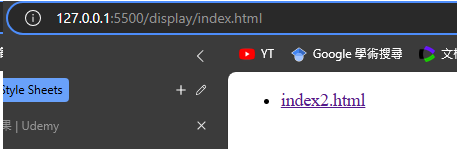 127.0.0.1:5500/display/index.html
YT
Google 學術搜尋
Style Sheets
index2.html
| Udemy